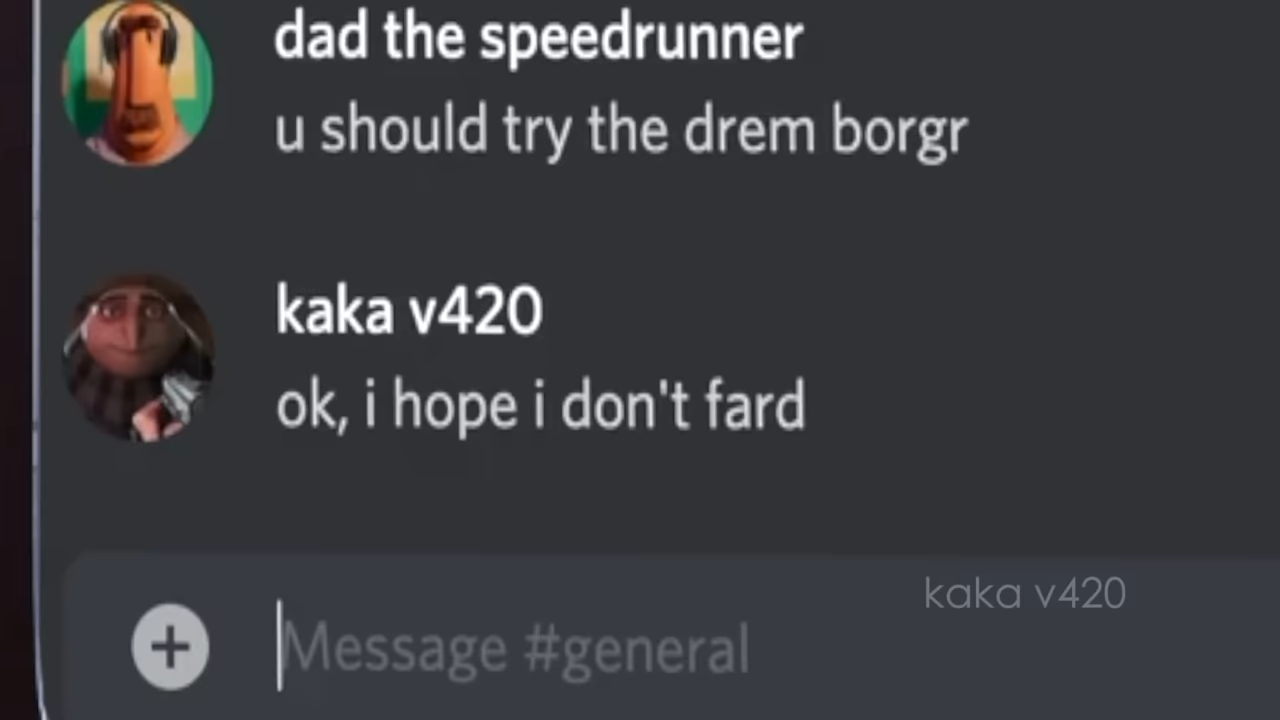 dad the speedrunner
u should try the drem borgr
kaka v420
ok, i hope i don't fard
kaka v420
Message #general